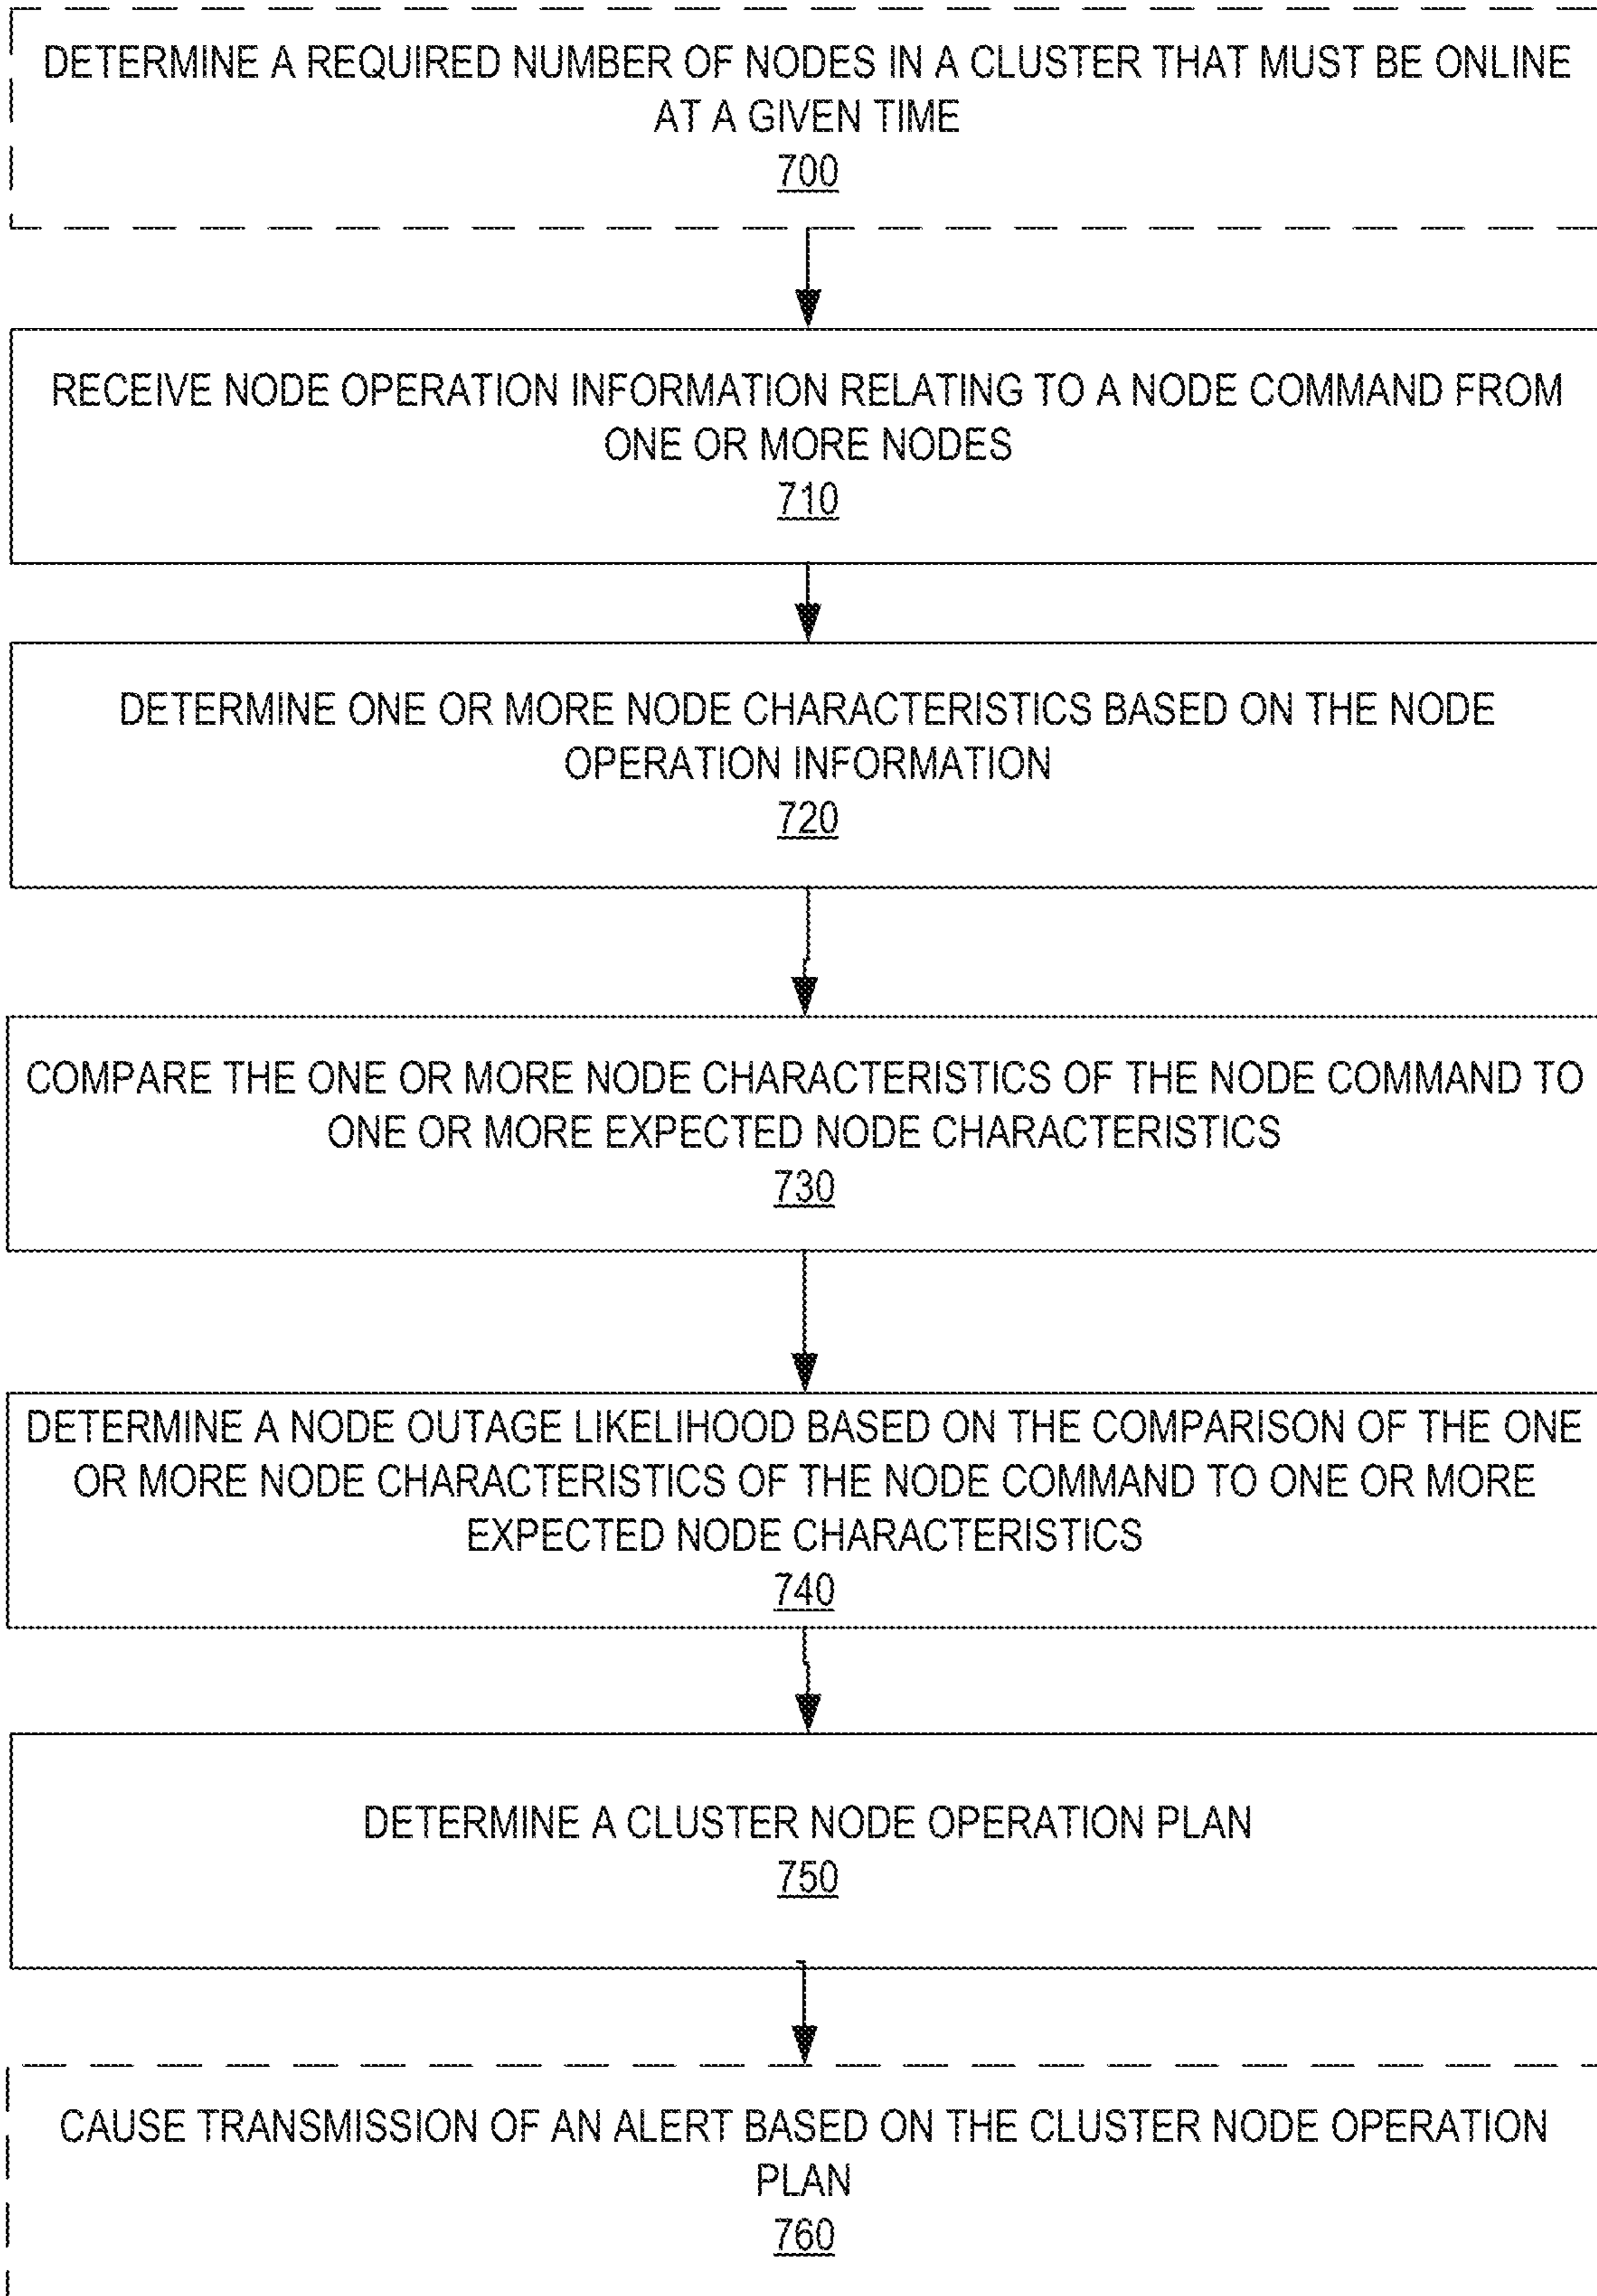 DETERMINE A REQUIRED NUMBER OF NODES IN A CLUSTER THAT MUST BE ONLINE
AT A GIVEN TIME
700
RECEIVE NODE OPERATION INFORMATION RELATING TO A NODE COMMAND FROM
ONE OR MORE NODES
710
DETERMINE ONE OR MORE NODE CHARACTERISTICS BASED ON THE NODE
OPERATION INFORMATION
720
COMPARE THE ONE OR MORE NODE CHARACTERISTICS OF THE NODE COMMAND TO
ONE OR MORE EXPECTED NODE CHARACTERISTICS
730
DETERMINE A NODE OUTAGE LIKELIHOOD BASED ON THE COMPARISON OF THE ONE
OR MORE NODE CHARACTERISTICS OF THE NODE COMMAND TO ONE OR MORE
EXPECTED NODE CHARACTERISTICS
740
DETERMINE A CLUSTER NODE OPERATION PLAN
750
CAUSE TRANSMISSION OF AN ALERT BASED ON THE CLUSTER NODE OPERATION
PLAN
760